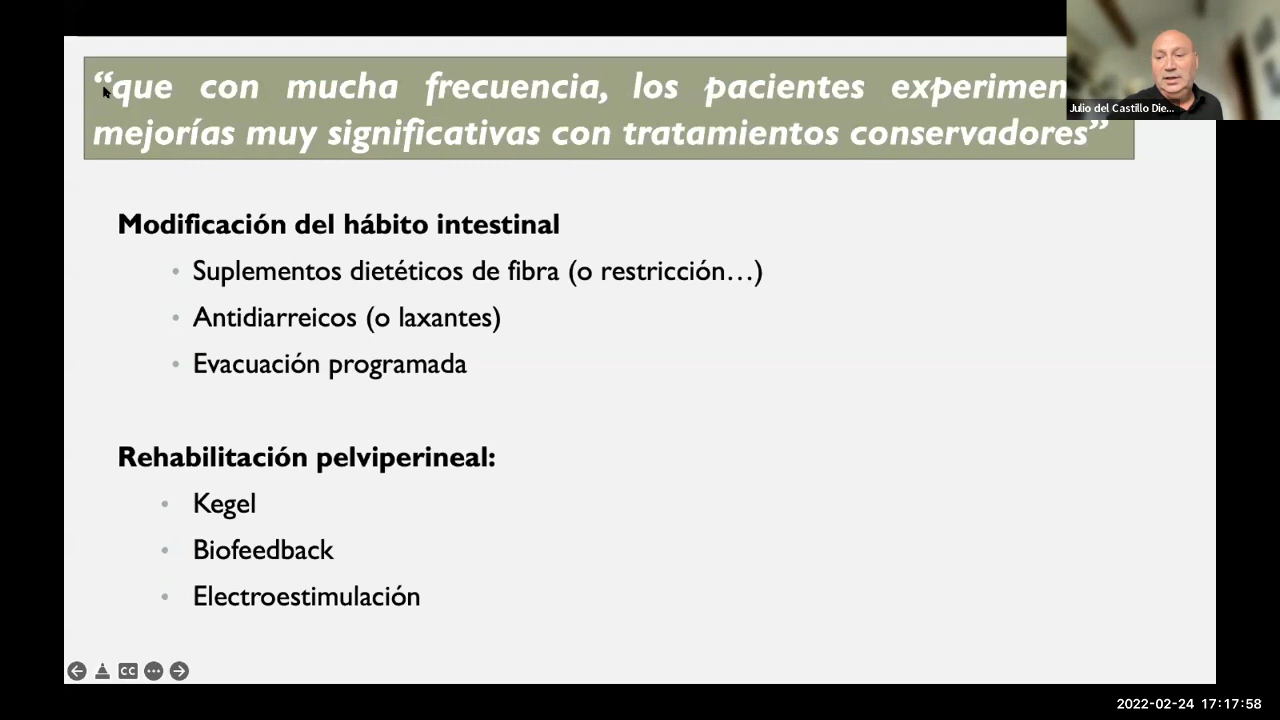 “que con mucha frecuencia, los pacientes experimen
mejorías muy significativas con tratamientos conservadores”
Julio del Castillo Die...
Modificación del hábito intestinal
• Suplementos dietéticos de fibra (o restricción…)
• Antidiarreicos (o laxantes)
• Evacuación programada
Rehabilitación pelviperineal:
• Kegel
• Biofeedback
• Electroestimulación
CC
2022-02-24 17:17:58